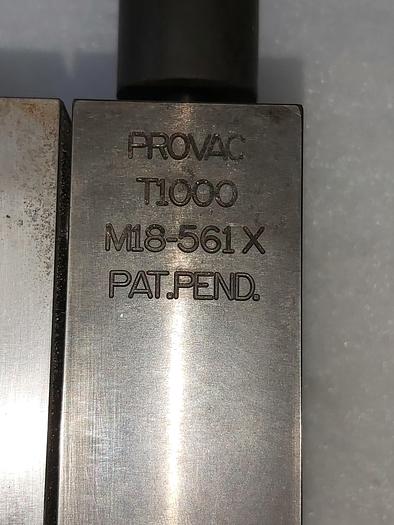 PROVAC
T1000
M18-561 X
PAT.PEND.